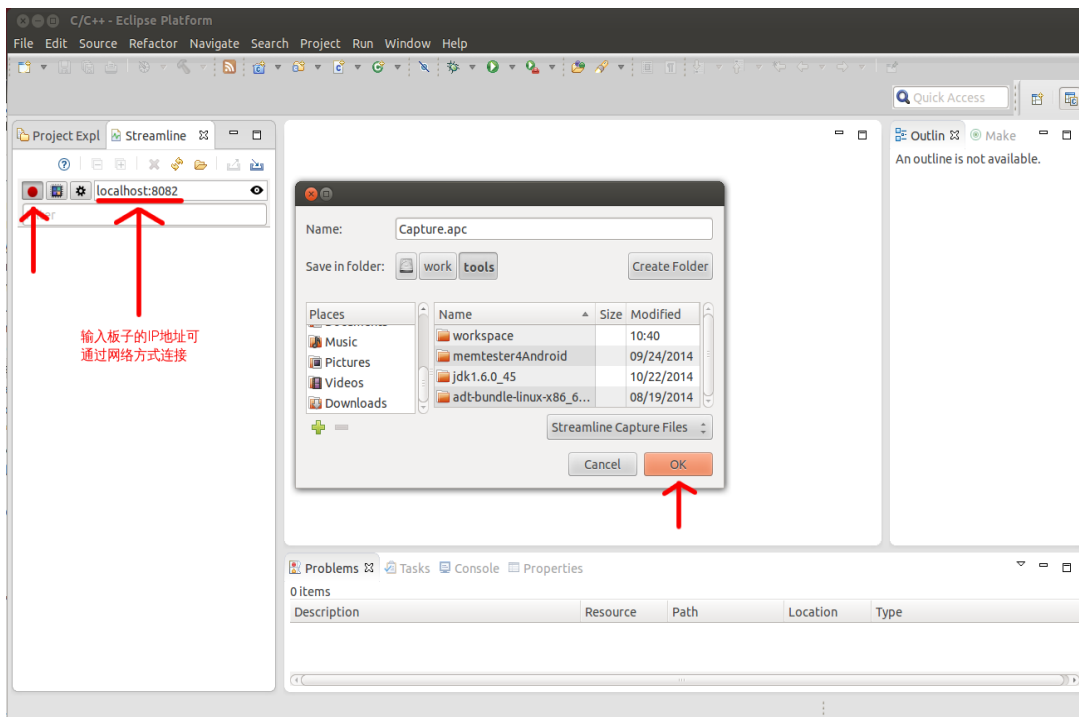 C/C++ - Eclipse Platform
File Edit Source Refactor Navigate Search Project Run Window Help
Quick Access
Project Expl Streamline
localhost:8082
输入板子的IP地址可
通过网络方式连接
Name: Capture.apc
Save in folder: work tools Create Folder
Places Name Size Modified
Documents
Music
Pictures
Videos
Downloads
workspace 10:40
memtester4Android 09/24/2014
jdk1.6.0_45 10/22/2014
adt-bundle-linux-x86_6... 08/19/2014
Streamline Capture Files
Cancel OK
Outlin Make
An outline is not available.
Problems Tasks Console Properties
0 items
Description Resource Path Location Type